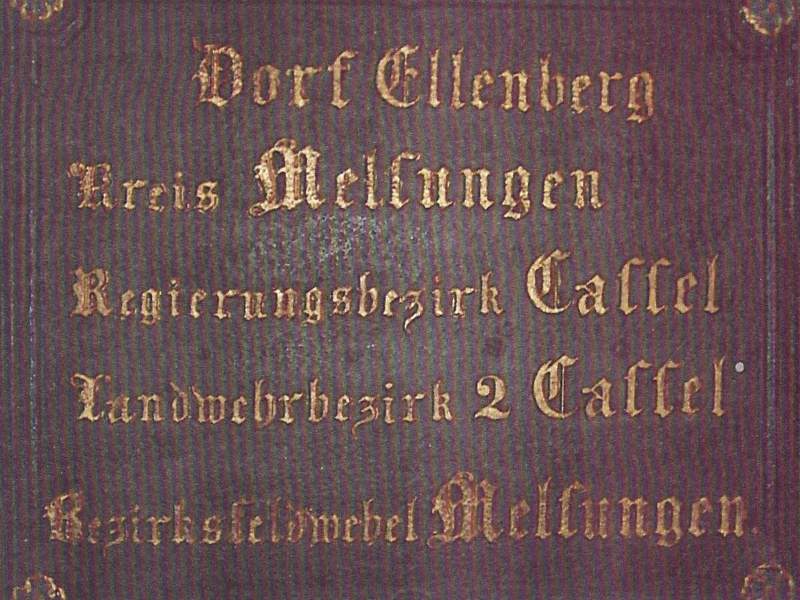 Dorf Ellenberg
Kreis Melſungen
Regierungsbezirk Caſſel
Landwehrbezirk 2 Caſſel
Bezirksfeldwebel Melſungen.